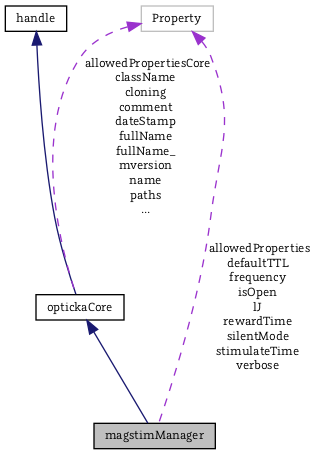 handle
Property
allowedPropertiesCore
className
cloning
comment
dateStamp
fullName
fullName_
mversion
name
paths
...
allowedProperties
defaultTTL
frequency
isOpen
lJ
rewardTime
silentMode
stimulateTime
verbose
optickaCore
magstimManager